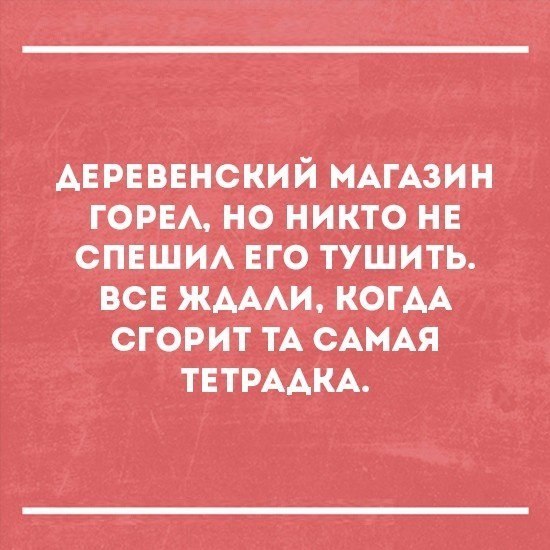 ДЕРЕВЕНСКИЙ МАГАЗИН
ГОРЕЛ, НО НИКТО НЕ
СПЕШИЛ ЕГО ТУШИТЬ.
ВСЕ ЖДАЛИ, КОГДА
СГОРИТ ТА САМАЯ
ТЕТРАДКА.